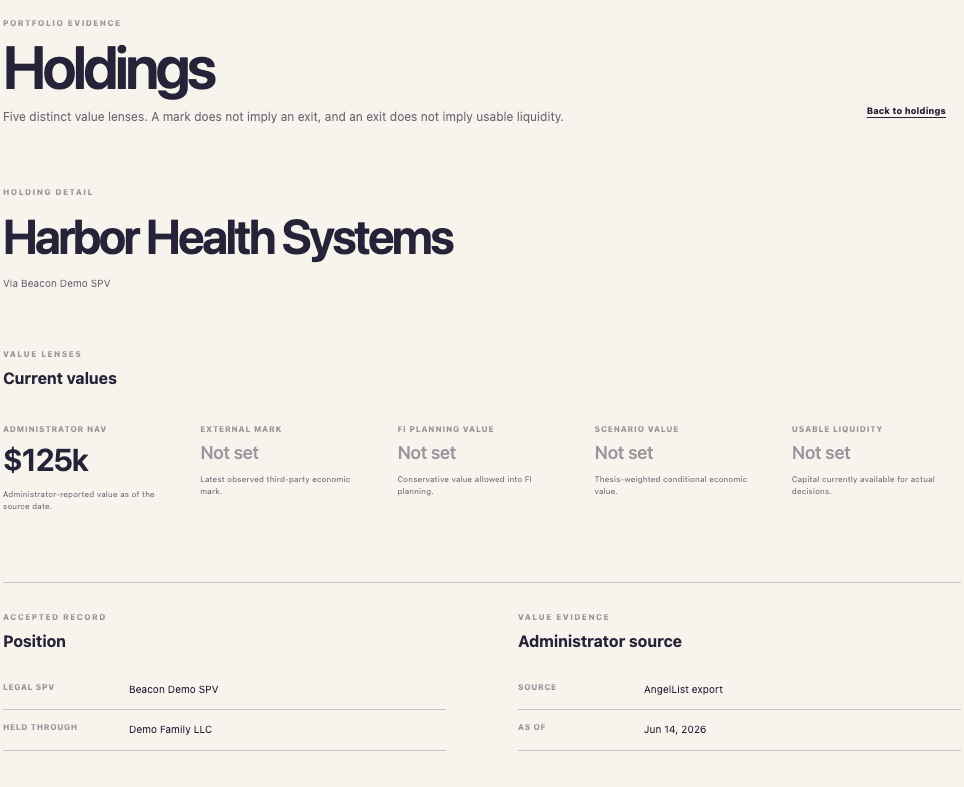 PORTFOLIO EVIDENCE
Holdings
Five distinct value lenses. A mark does not imply an exit, and an exit does not imply usable liquidity.
Back to holdings
HOLDING DETAIL
Harbor Health Systems
Via Beacon Demo SPV
VALUE LENSES
Current values
ADMINISTRATOR NAV
$125k
Administrator-reported value as of the
source date.
EXTERNAL MARK
Not set
Latest observed third-party economic
mark.
FI PLANNING VALUE
Not set
Conservative value allowed into FI
planning.
SCENARIO VALUE
Not set
Thesis-weighted conditional economic
value.
USABLE LIQUIDITY
Not set
Capital currently available for actual
decisions.
ACCEPTED RECORD
Position
LEGAL SPV
Beacon Demo SPV
HELD THROUGH
Demo Family LLC
VALUE EVIDENCE
Administrator source
SOURCE
AngelList export
AS OF
Jun 14, 2026